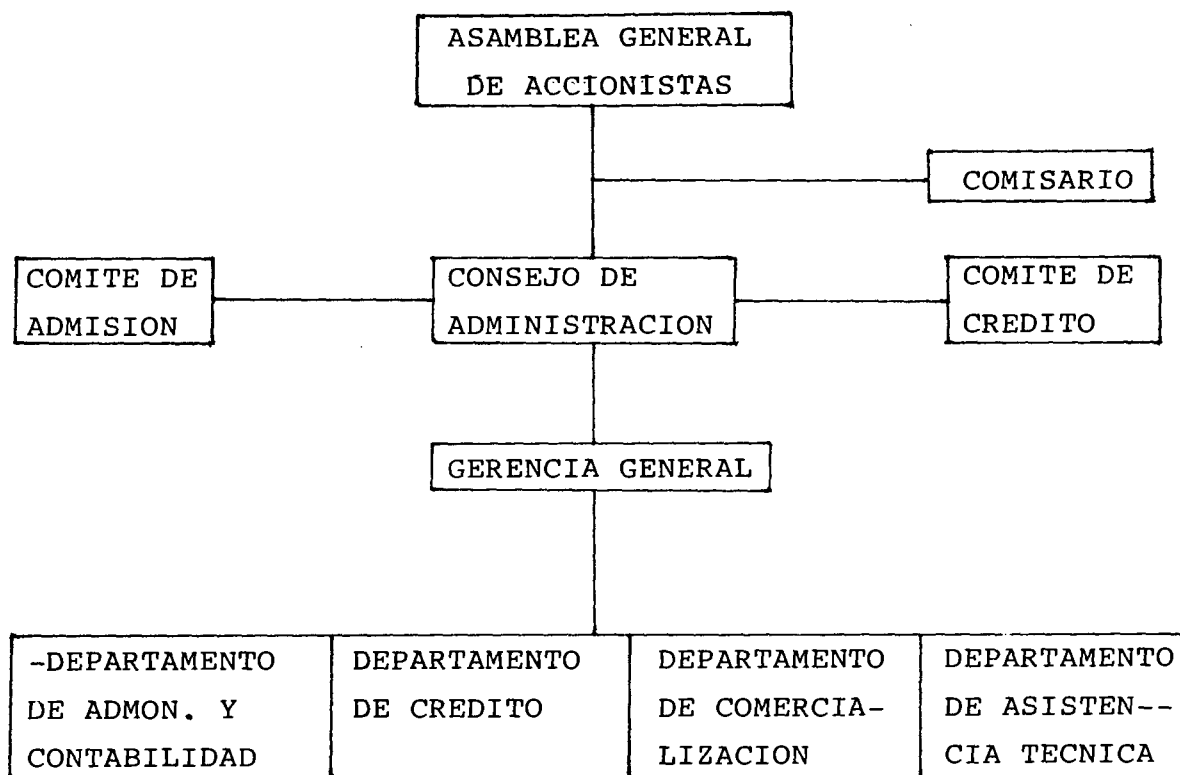 ASAMBLEA GENERAL
DE ACCIONISTAS
COMISARIO
COMITE DE
ADMISION
CONSEJO DE
ADMINISTRACION
COMITE DE
CREDITO
GERENCIA GENERAL
-DEPARTAMENTO
DE ADMON. Y
CONTABILIDAD
DEPARTAMENTO
DE CREDITO
DEPARTAMENTO
DE COMERCIA-
LIZACION
DEPARTAMENTO
DE ASISTEN--
CIA TECNICA